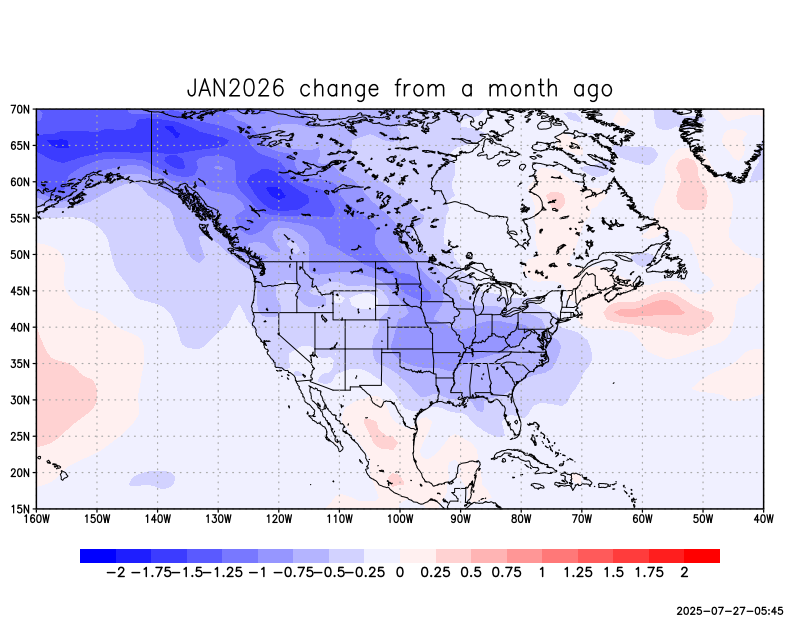 JAN2026 change from a month ago
70N
65N
60N
55N
50N
45N
40N
35N
30N
25N
20N
15N
160W 150W 140W 130W 120W 110W 100W 90W 80W 70W 60W 50W 40W
−2 −1.75 −1.5 −1.25 −1 −0.75 −0.5 −0.25 0 0.25 0.5 0.75 1 1.25 1.5 1.75 2
2025-07-27-05:45